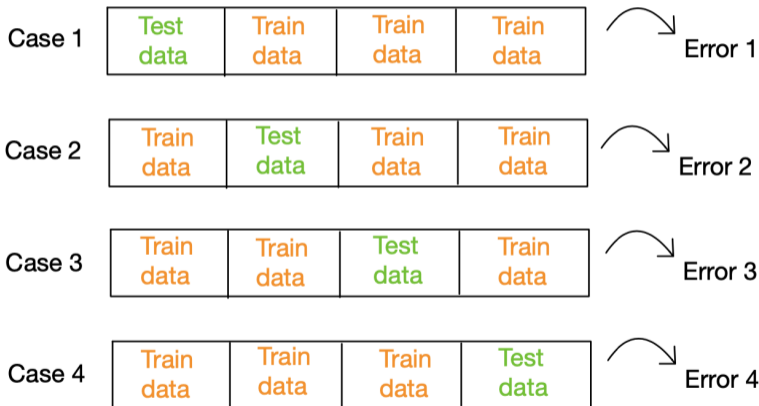 Case 1
Test data
Train data
Train data
Train data
Error 1
Case 2
Train data
Test data
Train data
Train data
Error 2
Case 3
Train data
Train data
Test data
Train data
Error 3
Case 4
Train data
Train data
Train data
Test data
Error 4